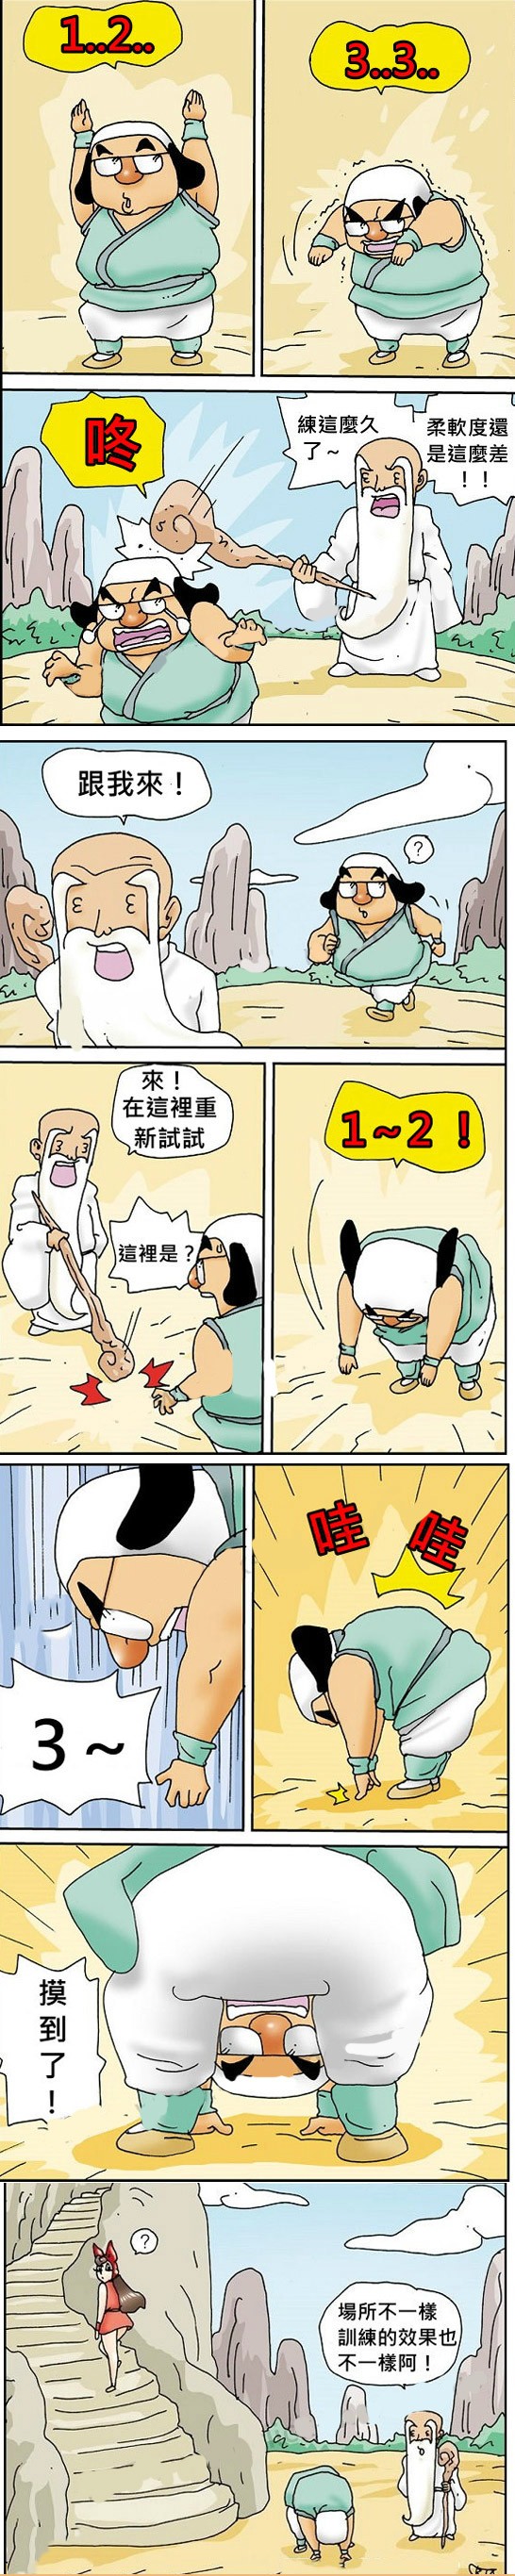 1..2..
3..3..
咚
練這麼久
了~
柔軟度還
是這麼差
！！
跟我來！
?
來！
在這裡重
新試試
這裡是?
1~2！
3~
哇 哇
摸到了！
?
場所不一樣
訓練的效果也
不一樣阿！